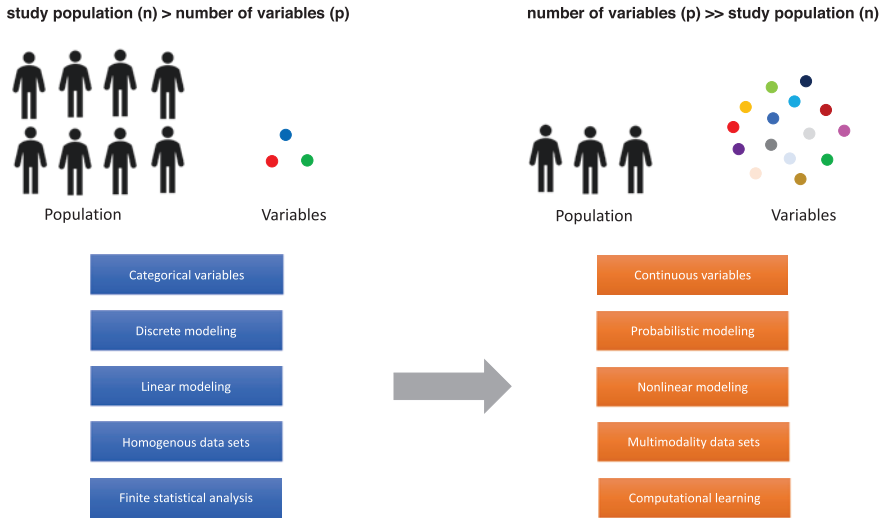 study population (n) > number of variables (p)
number of variables (p) >> study population (n)
Population
Variables
Population
Variables
Categorical variables
Discrete modeling
Linear modeling
Homogenous data sets
Finite statistical analysis
Continuous variables
Probabilistic modeling
Nonlinear modeling
Multimodality data sets
Computational learning